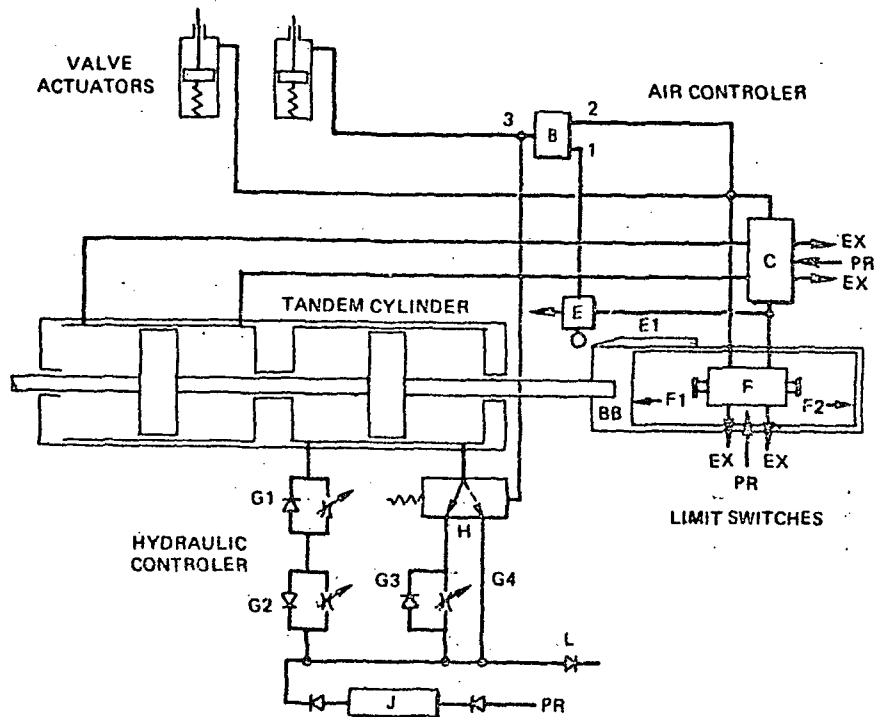 VALVE
ACTUATORS
AIR CONTROLER
3
B
2
1
EX
PR
EX
C
TANDEM CYLINDER
E
E1
F
F1
F2
BB
EX
EX
PR
LIMIT SWITCHES
G1
H
HYDRAULIC
CONTROLER
G2
G3
G4
L
J
PR